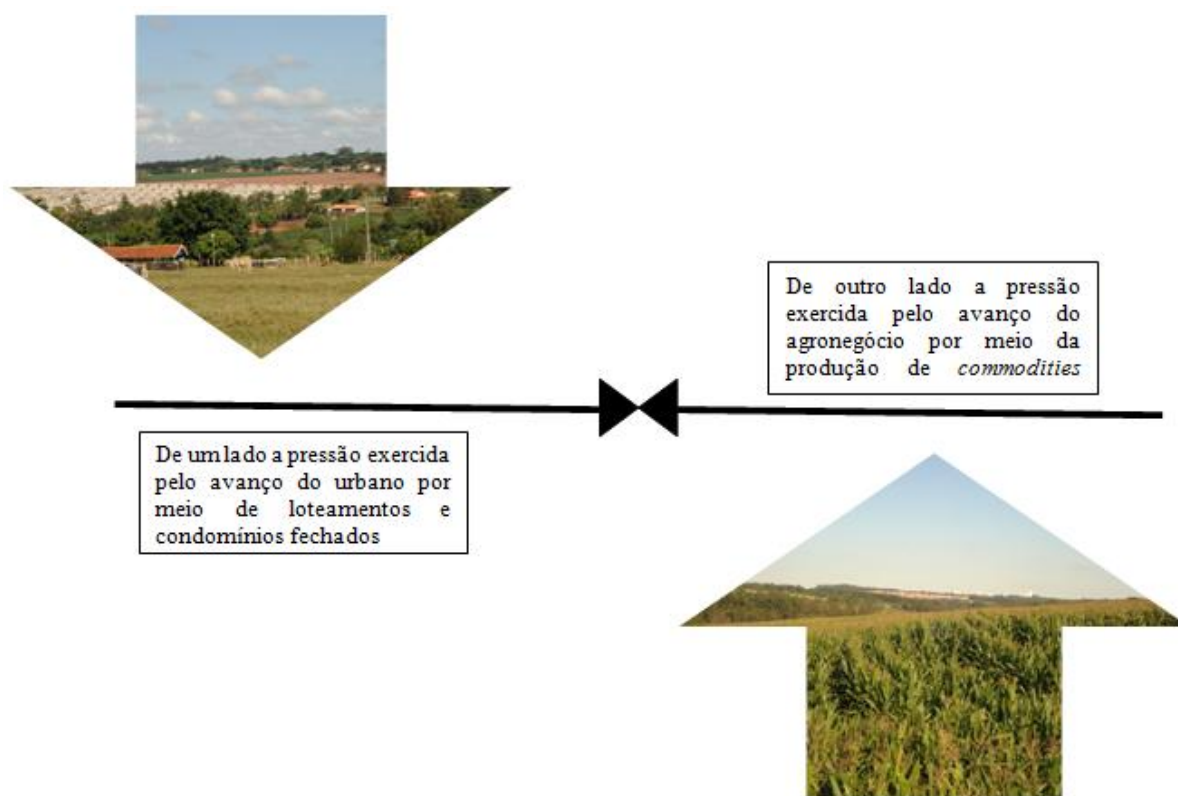 De outro lado a pressão
exercida pelo avanço do
agronegócio por meio da
produção de commodities
De um lado a pressão exercida
pelo avanço do urbano por
meio de loteamentos e
condomínios fechados